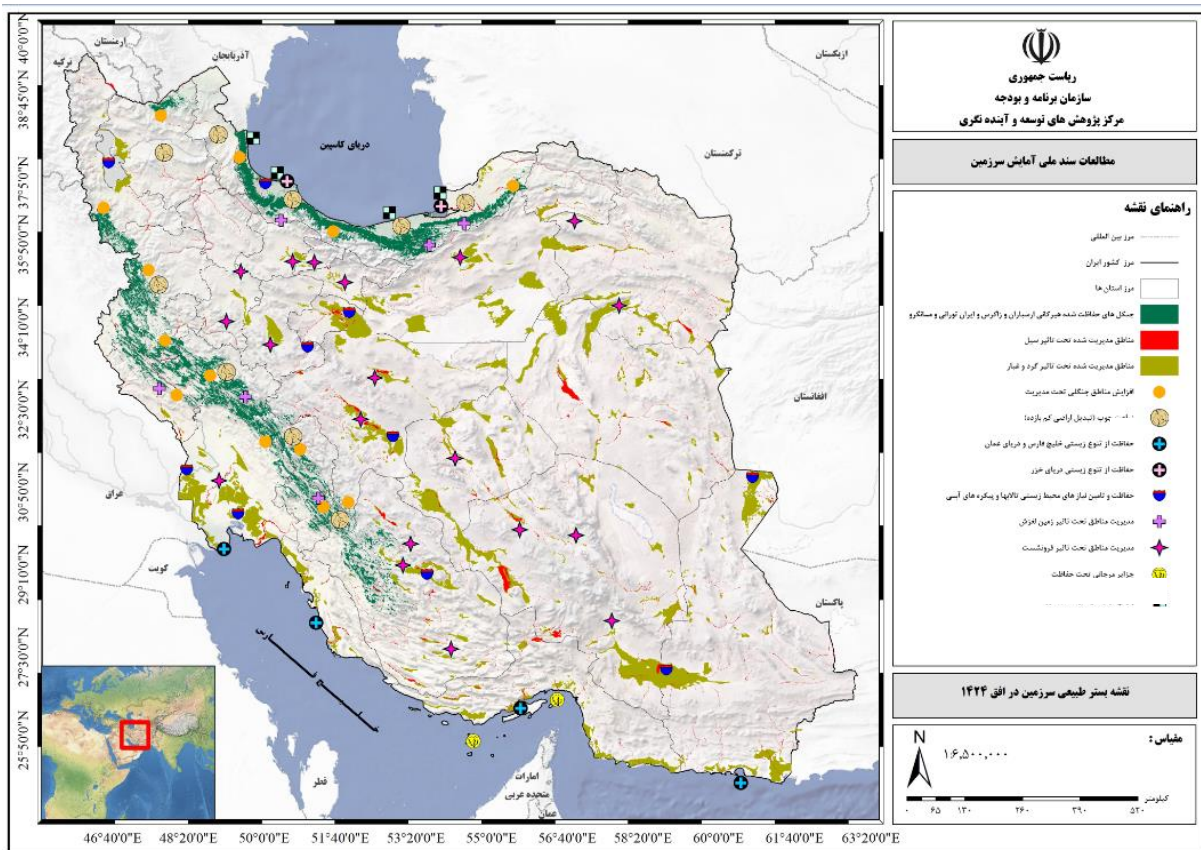 ریاست جمهوری
سازمان برنامه و بودجه
مرکز پژوهش های توسعه و آینده نگری
مطالعات سند ملی آمایش سرزمین
راهنمای نقشه
مرز بین المللی
مرز کشور ایران
مرز استان ها
جنگل های حفاظت شده هیرکانی ارسباران و زاگرس و ایران تورانی و مانگرو
مناطق مدیریت شده تحت تاثیر سیل
مناطق مدیریت شده تحت تاثیر گرد و غبار
افزایش مناطق جنگلی تحت مدیریت
چوب (تبدیل اراضی کم بازده)
حفاظت از تنوع زیستی خلیج فارس و دریای عمان
حفاظت از تنوع زیستی دریای خزر
حفاظت و تامین نیاز های محیط زیستی تالابها و پیکره های آبی
مدیریت مناطق تحت تاثیر زمین لغزش
مدیریت مناطق تحت تاثیر فرونشست
جزایر مرجانی تحت حفاظت
نقشه بستر طبیعی سرزمین در افق ۱۴۲۴
مقیاس :
N
۱:۶,۵۰۰,۰۰۰
کیلومتر
۰ ۶۵ ۱۳۰ ۲۶۰ ۳۹۰ ۵۲۰
ارمنستان
ترکیه
آذربایجان
ازبکستان
دریای کاسپین
ترکمنستان
افغانستان
عراق
کویت
پاکستان
قطر
امارات
متحده عربی
عمان
40°0'0"N
38°45'0"N
37°50'0"N
35°50'0"N
34°10'0"N
32°30'0"N
30°50'0"N
29°10'0"N
27°30'0"N
25°50'0"N
46°40'0"E 48°20'0"E 50°0'0"E 51°40'0"E 53°20'0"E 55°0'0"E 56°40'0"E 58°20'0"E 60°0'0"E 61°40'0"E 63°20'0"E